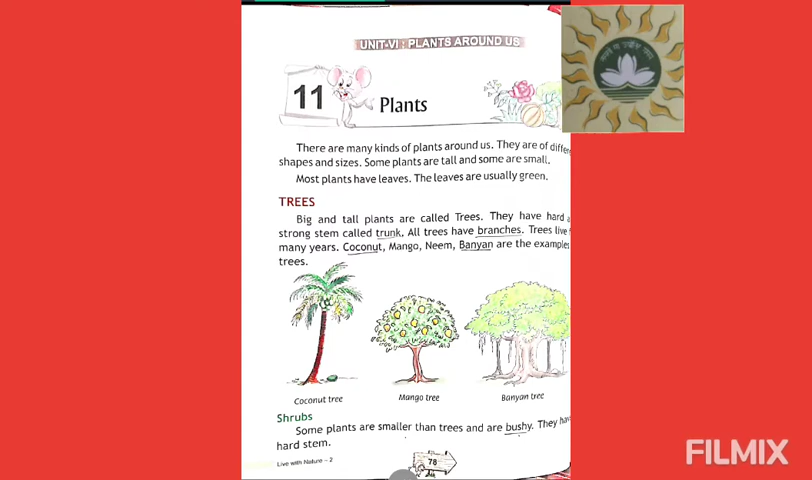 UNIT-VI : PLANTS AROUND US
11
Plants
There are many kinds of plants around us. They are of differe
shapes and sizes. Some plants are tall and some are small.
Most plants have leaves. The leaves are usually green.
TREES
Big and tall plants are called Trees. They have hard a
strong stem called trunk. All trees have branches. Trees live f
many years. Coconut, Mango, Neem, Banyan are the examples
trees.
Coconut tree
Mango tree
Banyan tree
Shrubs
Some plants are smaller than trees and are bushy. They have
hard stem.
Live with Nature – 2
78
FILMIX